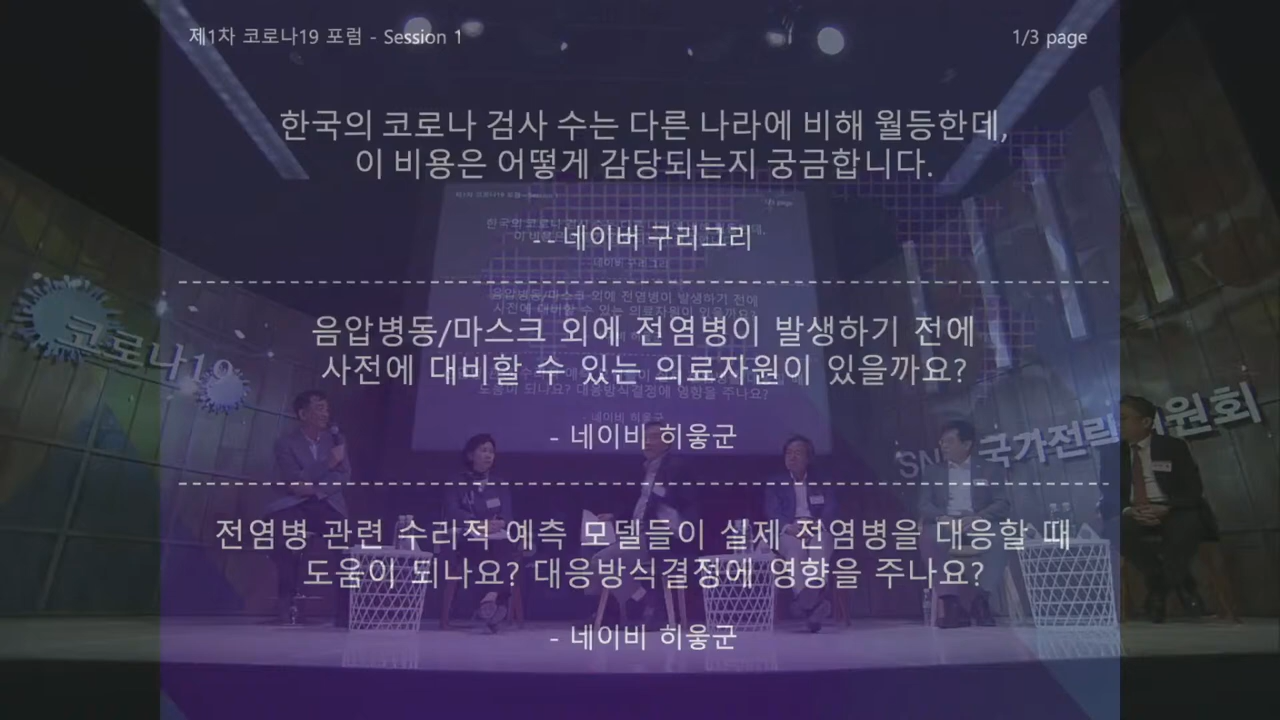 제1차 코로나19 포럼 - Session 1
1/3 page
한국의 코로나 검사 수는 다른 나라에 비해 월등한데,
이 비용은 어떻게 감당되는지 궁금합니다.
- 네이버 구리그리
음압병동/마스크 외에 전염병이 발생하기 전에
사전에 대비할 수 있는 의료자원이 있을까요?
- 네이비 히웋군
전염병 관련 수리적 예측 모델들이 실제 전염병을 대응할 때
도움이 되나요? 대응방식결정에 영향을 주나요?
- 네이비 히웋군
코로나19
국가전략위원회